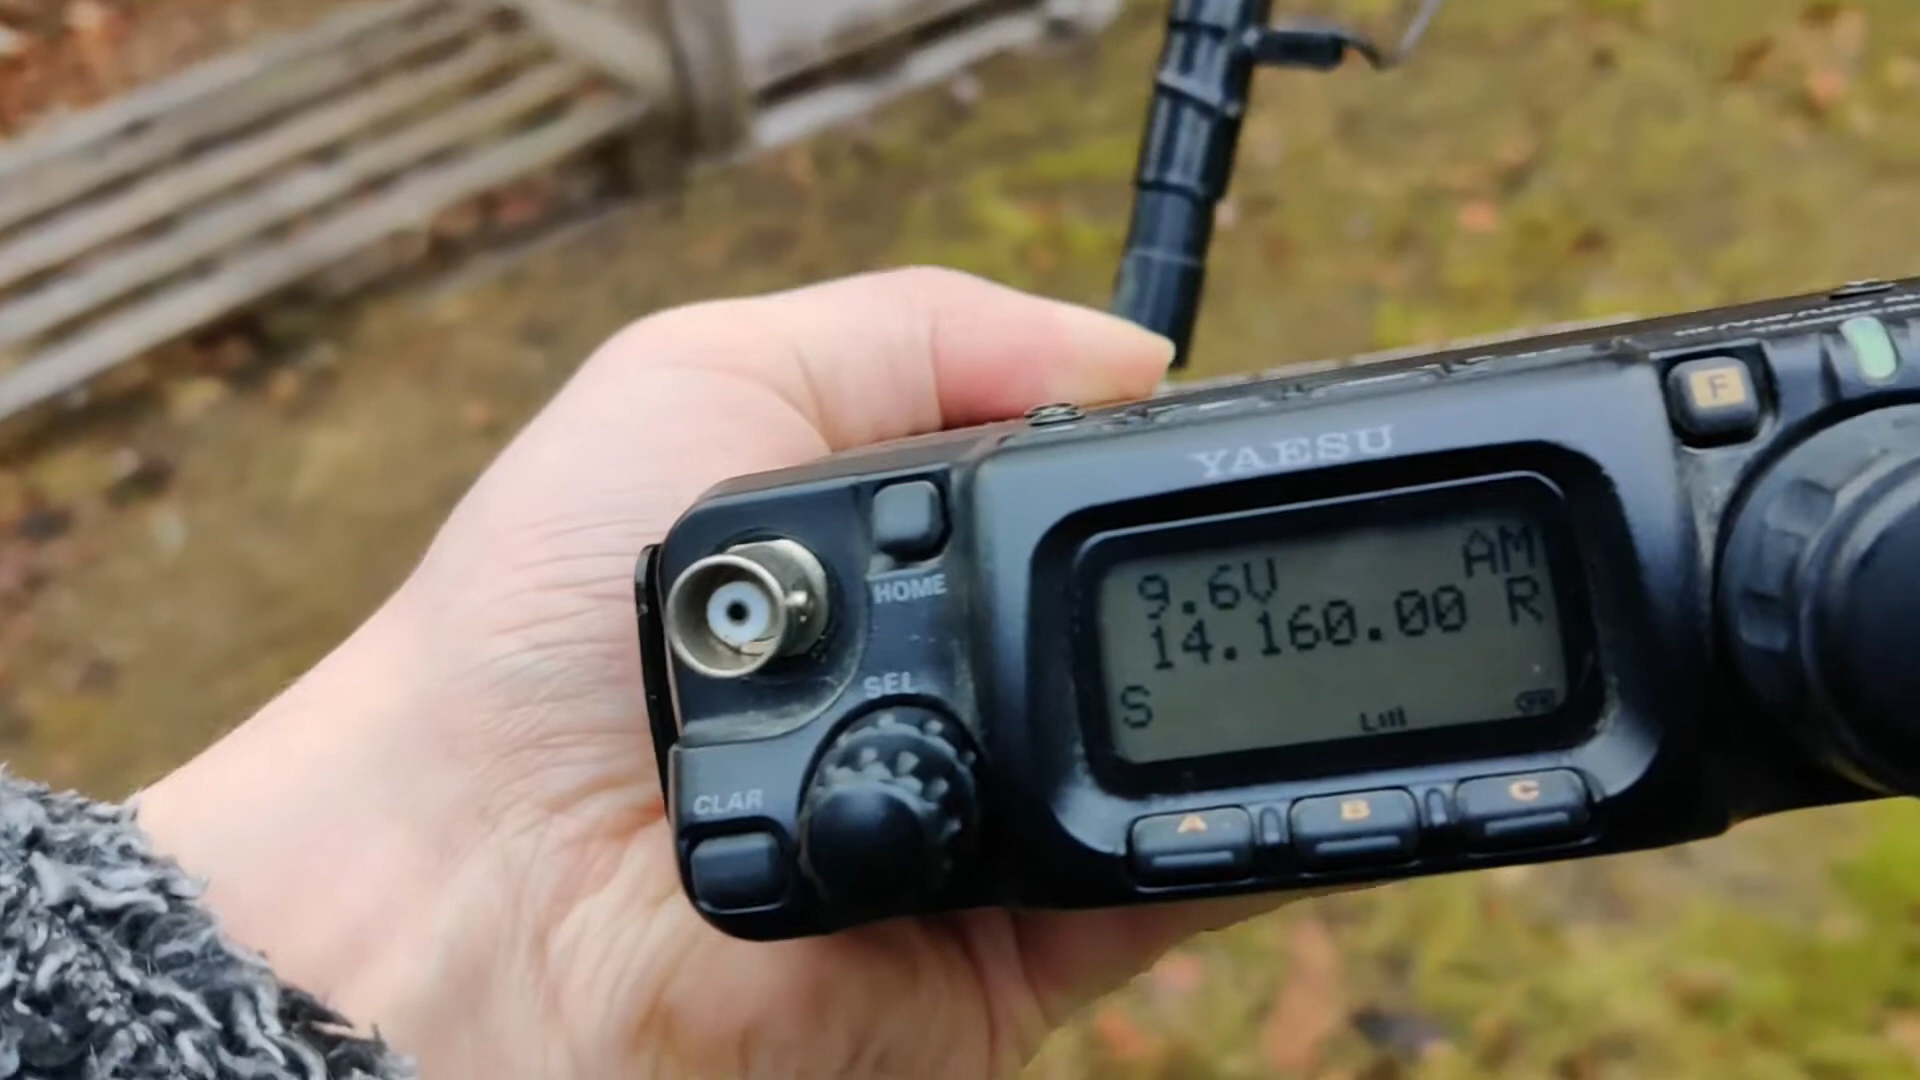 YAESU
F
HOME
9.6V AM
14.160.00 R
SEL
S
CLAR
A B C